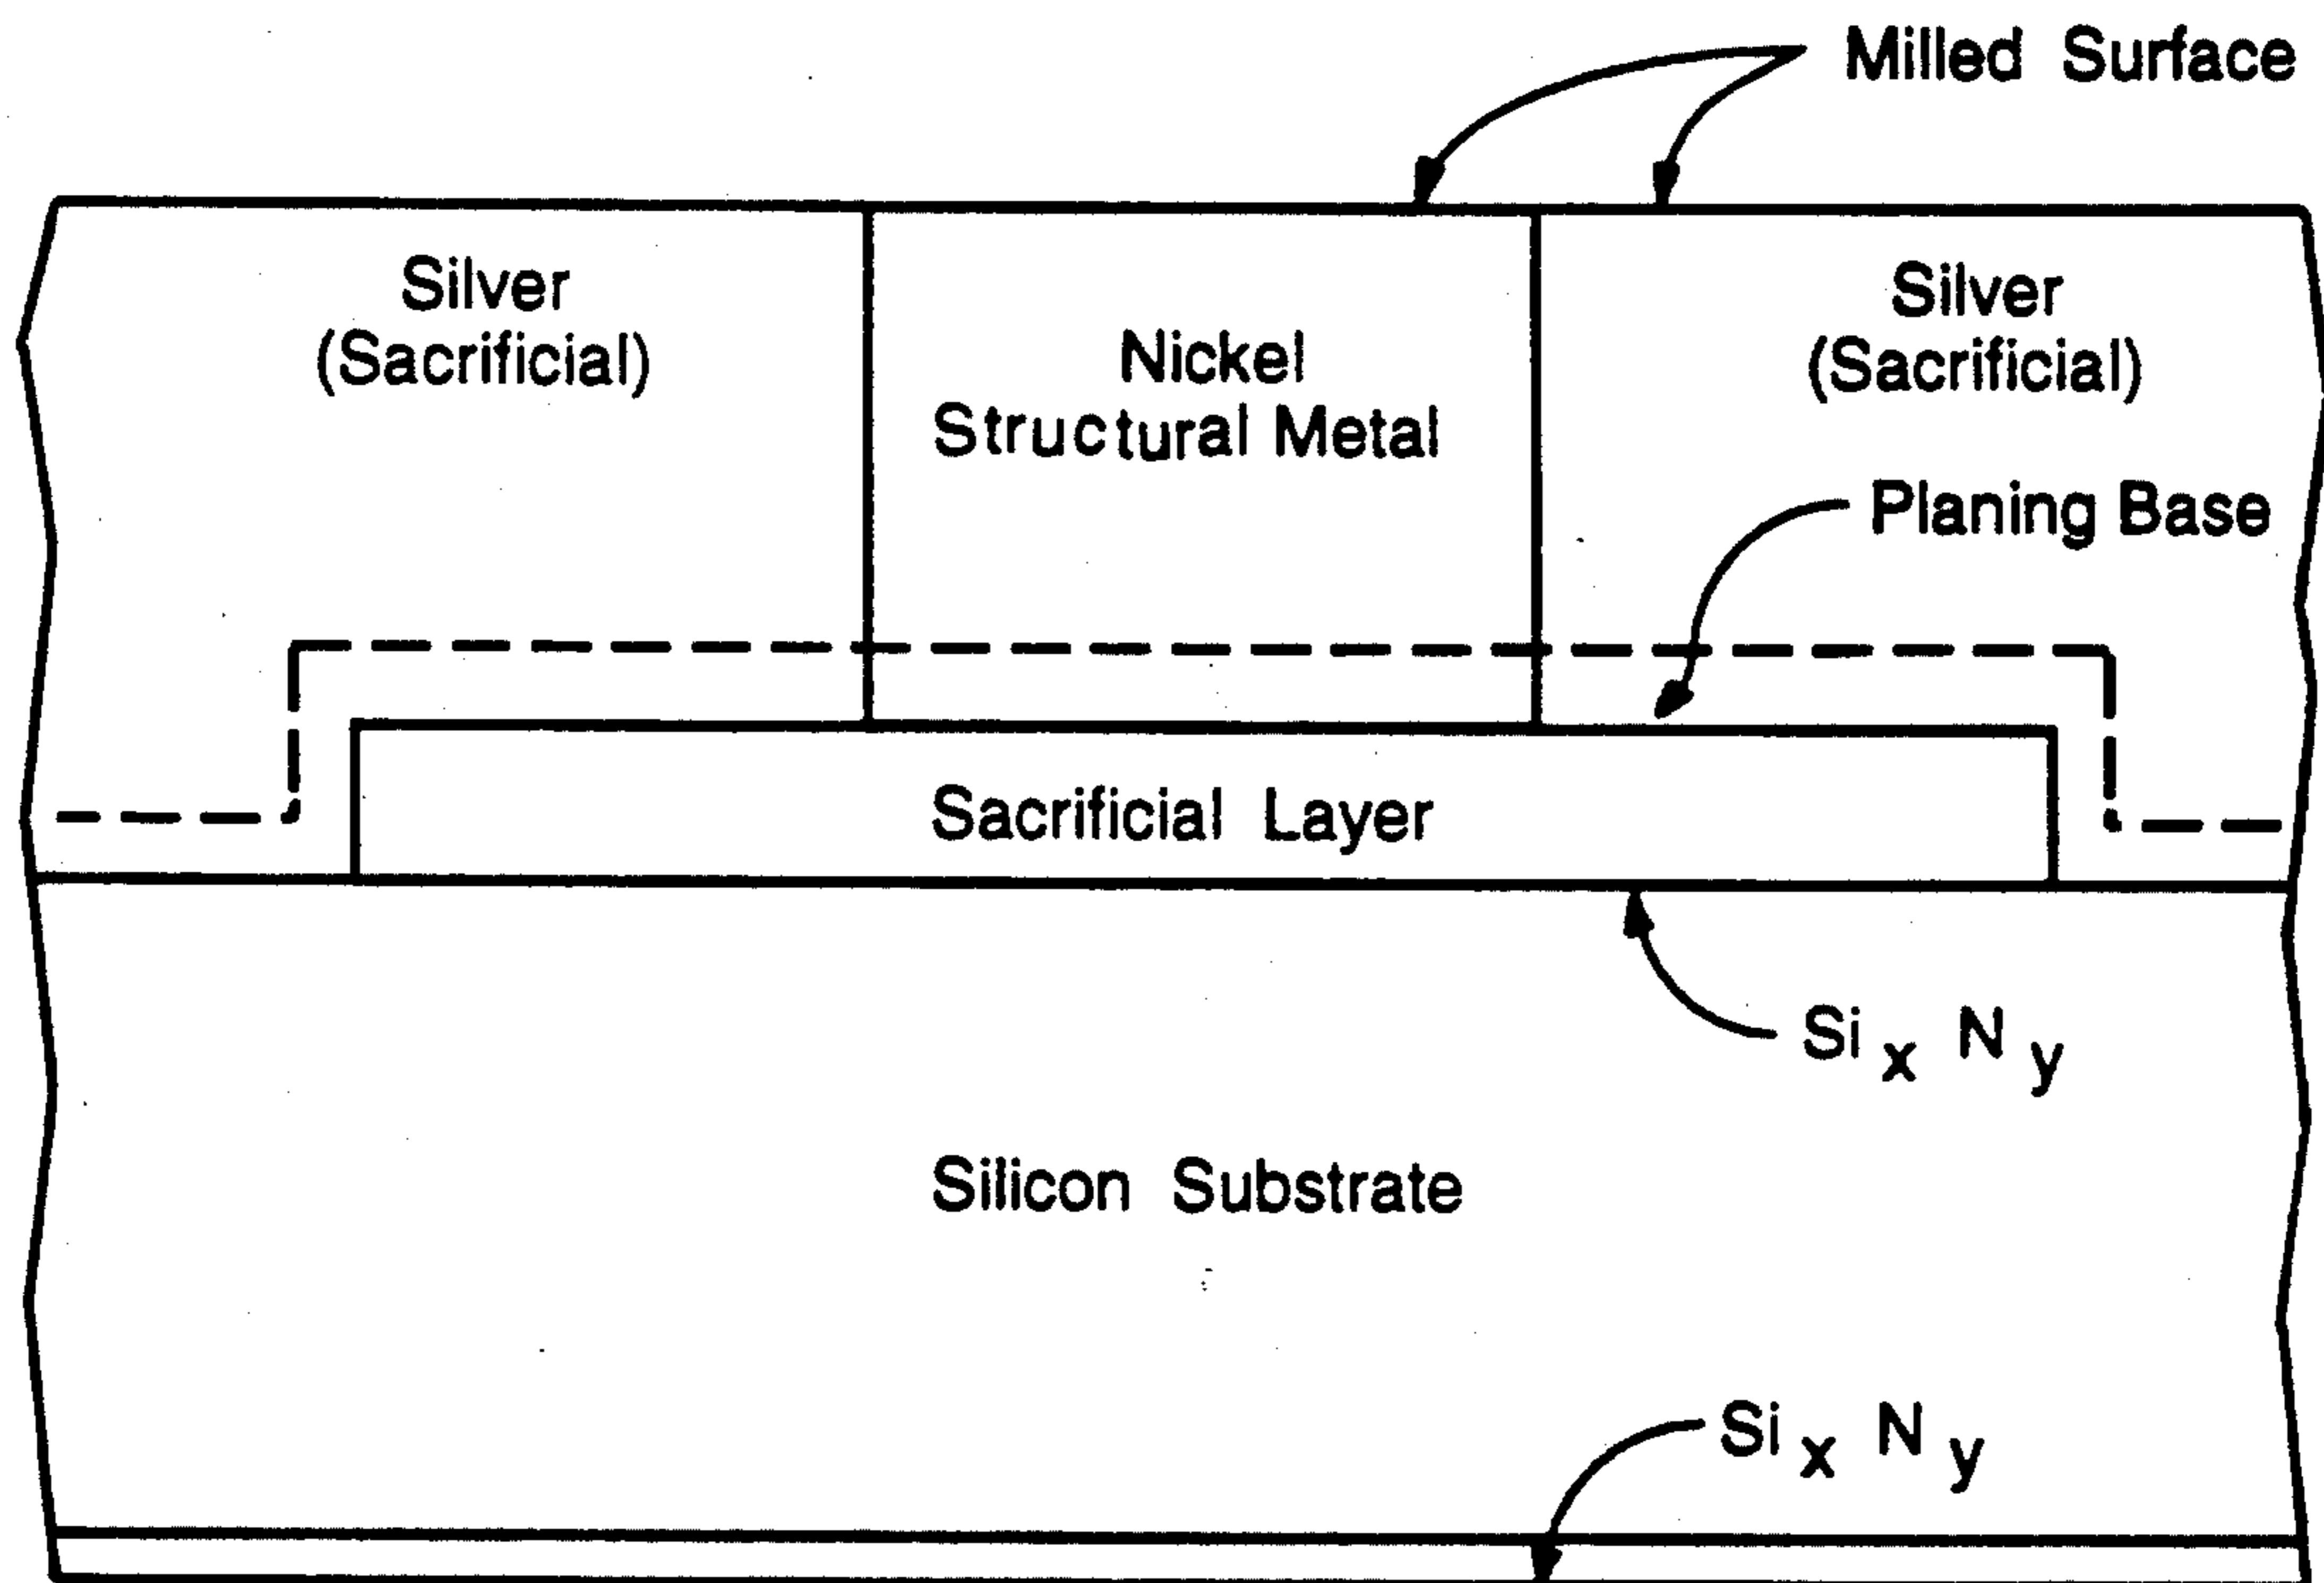 Milled Surface
Silver
(Sacrificial)
Nickel
Structural Metal
Silver
(Sacrificial)
Planing Base
Sacrificial Layer
Si x N y
Silicon Substrate
Si x N y